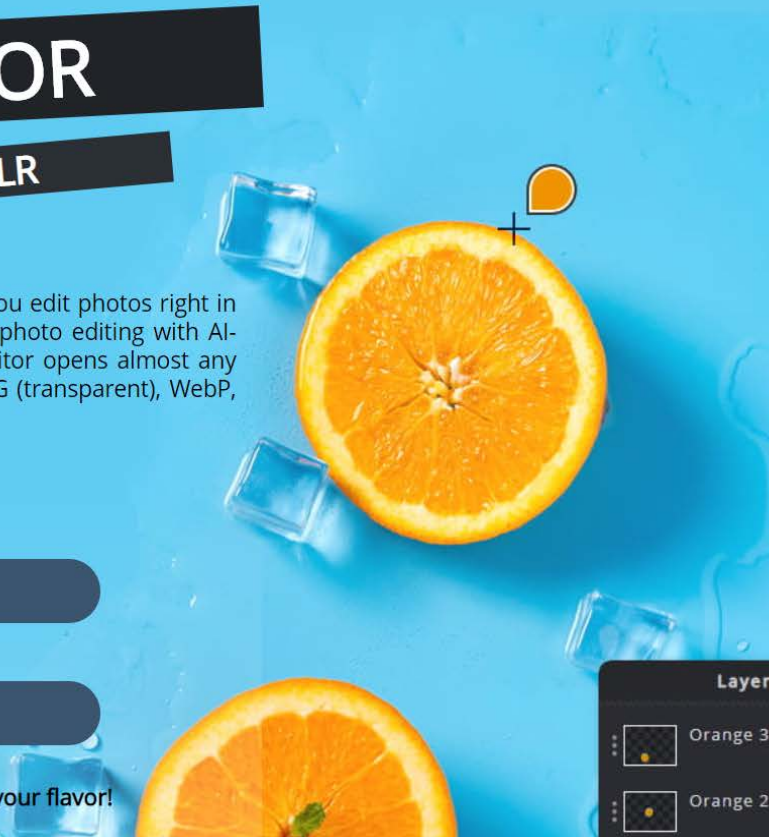 OR
LR
ou edit photos right in
photo editing with AI-
itor opens almost any
G (transparent), WebP,
your flavor!
Layer
Orange 3
Orange 2